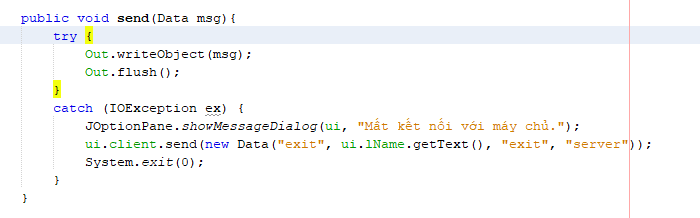 public void send(Data msg){
try {
Out.writeObject(msg);
Out.flush();
}
catch (IOException ex) {
JOptionPane.showMessageDialog(ui, "Mất kết nối với máy chủ.");
ui.client.send(new Data("exit", ui.lName.getText(), "exit", "server"));
System.exit(0);
}
}